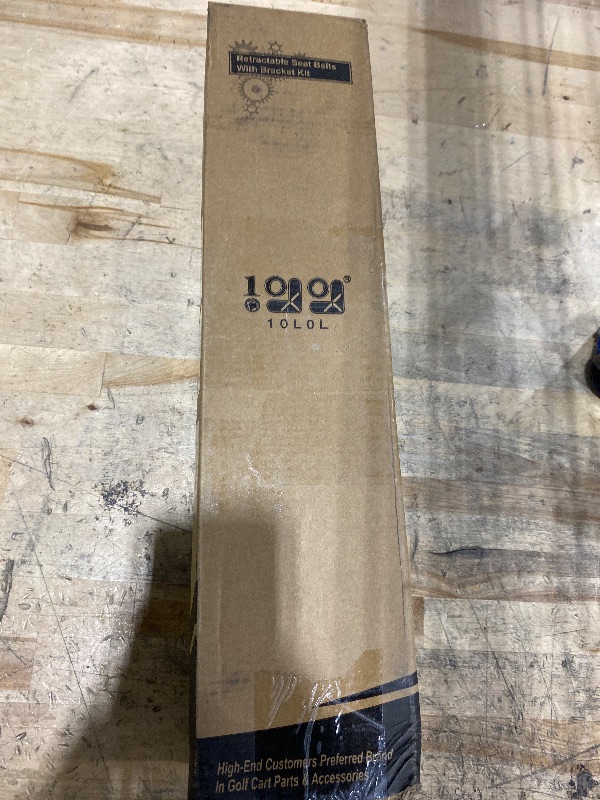 Retractable Seat Belts
With Bracket Kit
10L0L
High-End Customers Preferred Brand
In Golf Cart Parts & Accessories